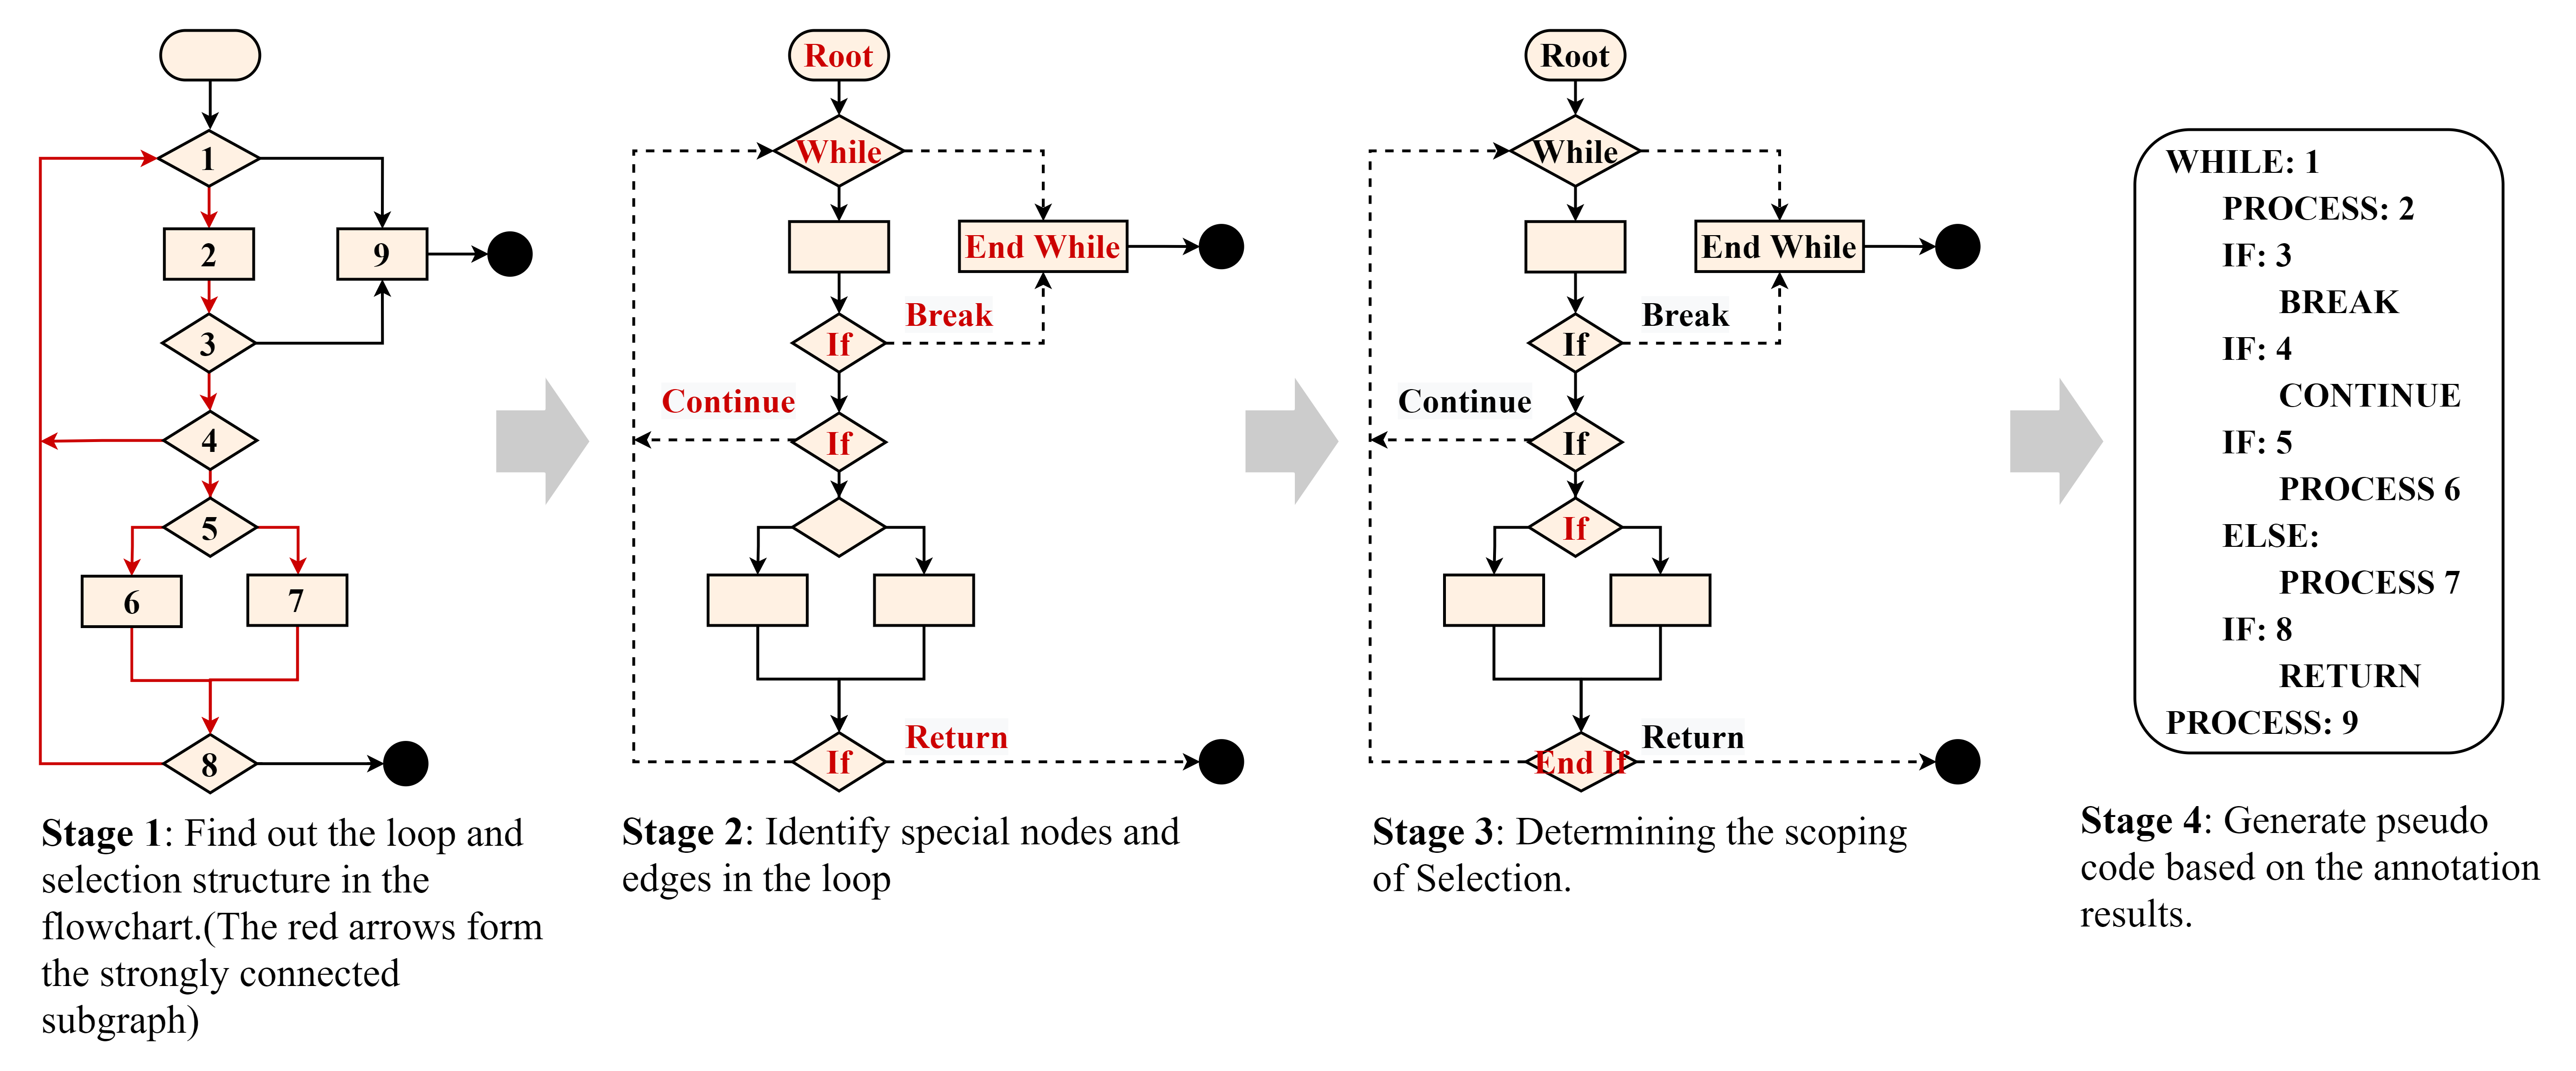 1
2
9
3
4
5
6
7
8
Stage 1: Find out the loop and
selection structure in the
flowchart.(The red arrows form
the strongly connected
subgraph)
Root
While
End While
Break
If
Continue
If
Return
If
Stage 2: Identify special nodes and
edges in the loop
Root
While
End While
Break
If
Continue
If
If
Return
End If
Stage 3: Determining the scoping
of Selection.
WHILE: 1
PROCESS: 2
IF: 3
BREAK
IF: 4
CONTINUE
IF: 5
PROCESS 6
ELSE:
PROCESS 7
IF: 8
RETURN
PROCESS: 9
Stage 4: Generate pseudo
code based on the annotation
results.